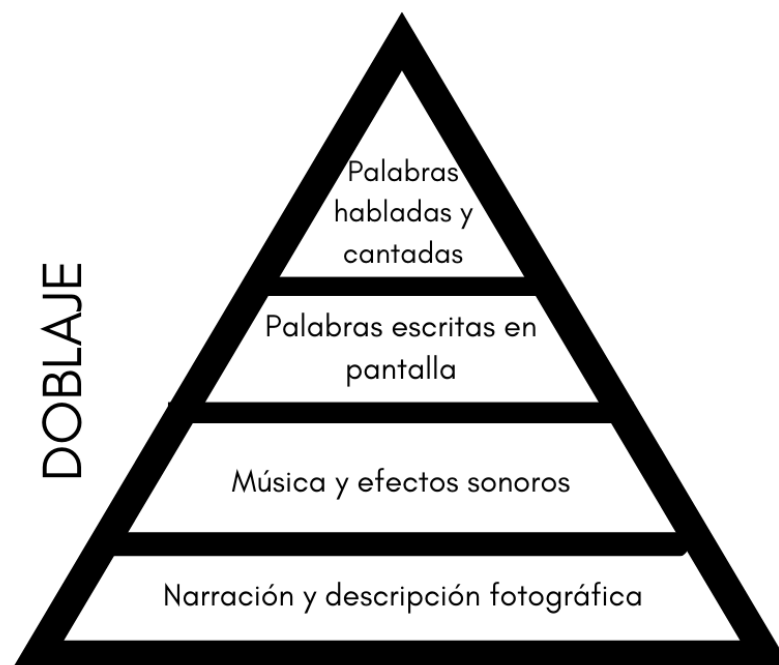 DOBLAJE
Palabras
habladas y
cantadas
Palabras escritas en
pantalla
Música y efectos sonoros
Narración y descripción fotográfica